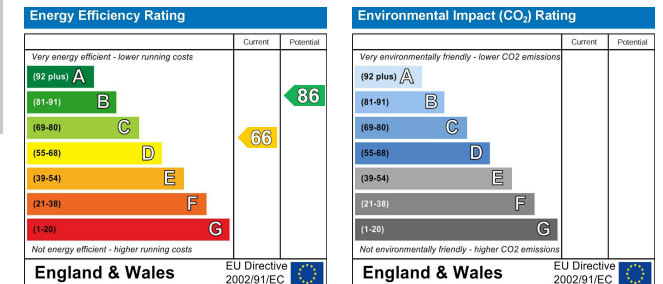 Energy Efficiency Rating
Current Potential
Very energy efficient - lower running costs
(92 plus) A
(81-91) B
86
(69-80) C
66
(55-68) D
(39-54) E
(21-38) F
(1-20) G
Not energy efficient - higher running costs
England & Wales
EU Directive
2002/91/EC
Environmental Impact (CO₂) Rating
Current Potential
Very environmentally friendly - lower CO2 emissions
(92 plus) A
(81-91) B
(69-80) C
(55-68) D
(39-54) E
(21-38) F
(1-20) G
Not environmentally friendly - higher CO2 emissions
England & Wales
EU Directive
2002/91/EC